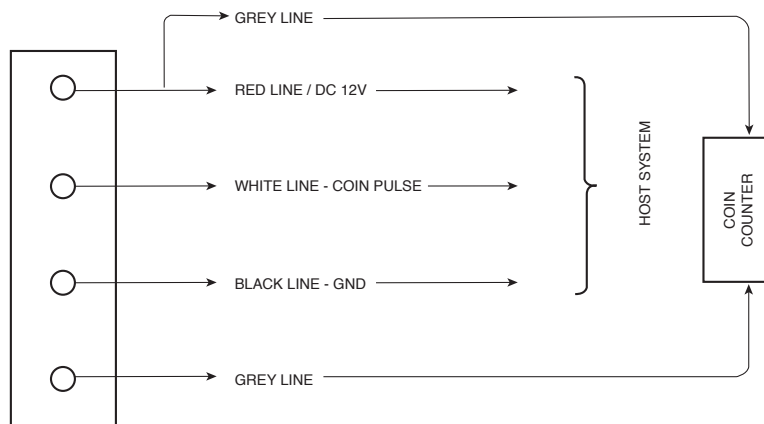 GREY LINE
RED LINE / DC 12V
WHITE LINE - COIN PULSE
BLACK LINE - GND
GREY LINE
HOST SYSTEM
COIN
COUNTER